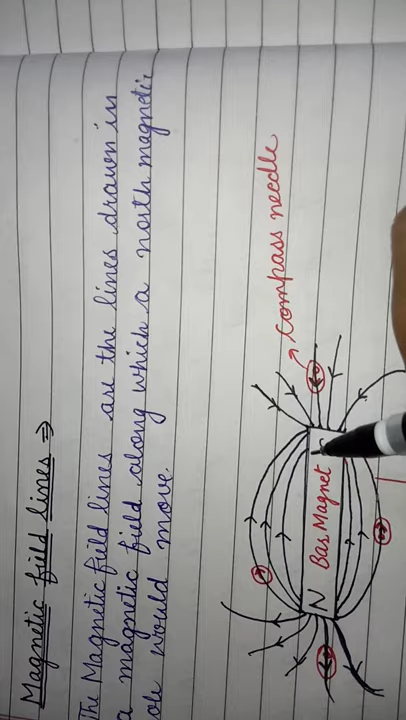 Magnetic field lines ⇒
The Magnetic field lines are the lines drawn in
a magnetic field along which a north magnetic
ole would move.
compass needle
N Bar Magnet